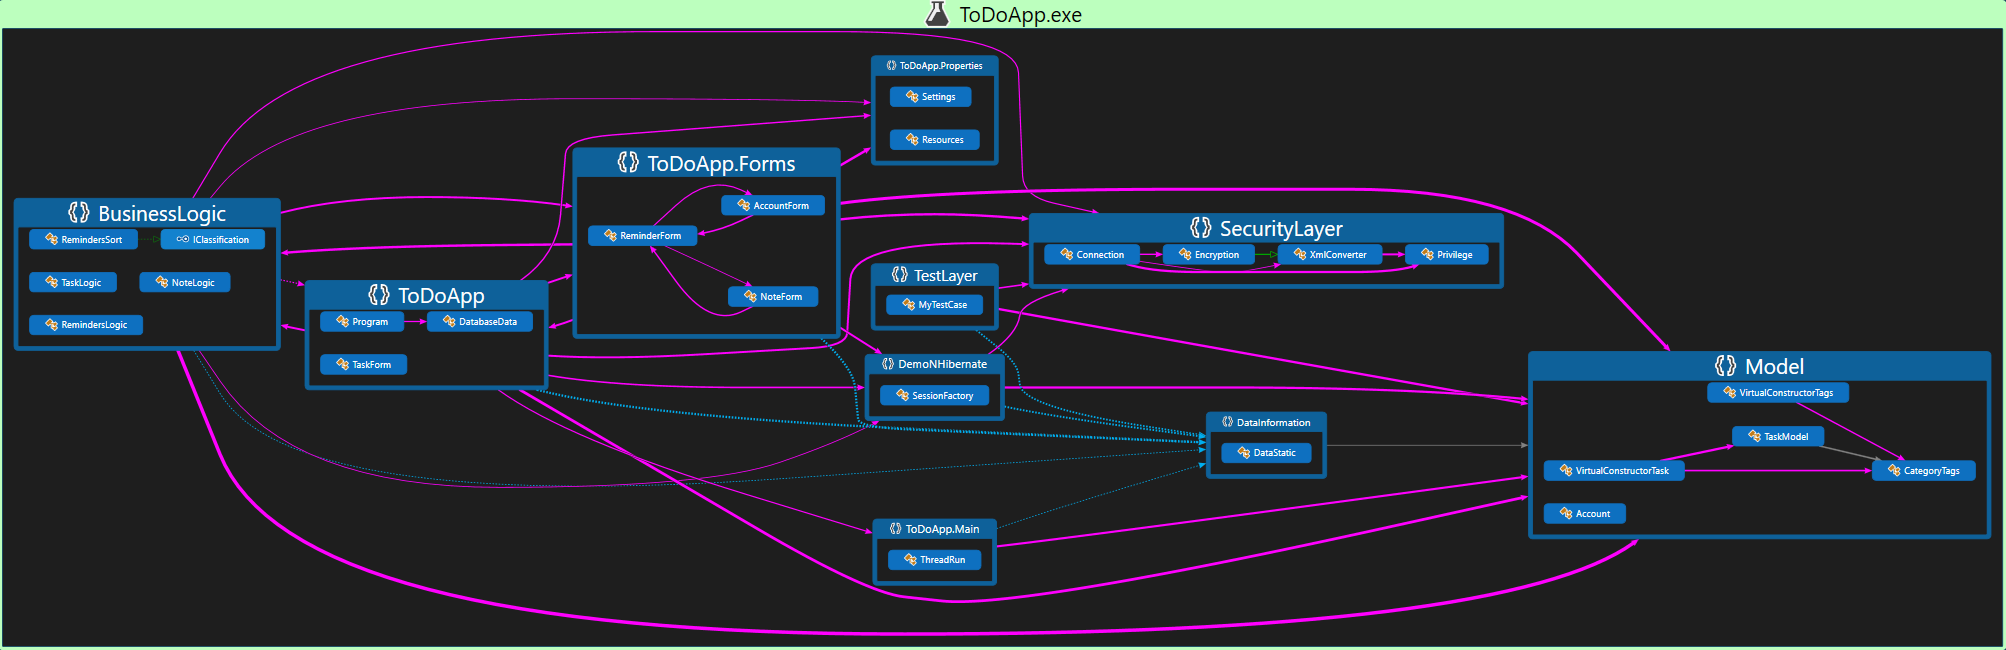 ToDoApp.exe
ToDoApp.Properties
Settings
Resources
ToDoApp.Forms
AccountForm
ReminderForm
NoteForm
BusinessLogic
RemindersSort
IClassification
TaskLogic
NoteLogic
RemindersLogic
ToDoApp
Program
DatabaseData
TaskForm
SecurityLayer
Connection
Encryption
XmlConverter
Privilege
TestLayer
MyTestCase
DemoNHibernate
SessionFactory
DataInformation
DataStatic
ToDoApp.Main
ThreadRun
Model
VirtualConstructorTags
TaskModel
VirtualConstructorTask
CategoryTags
Account